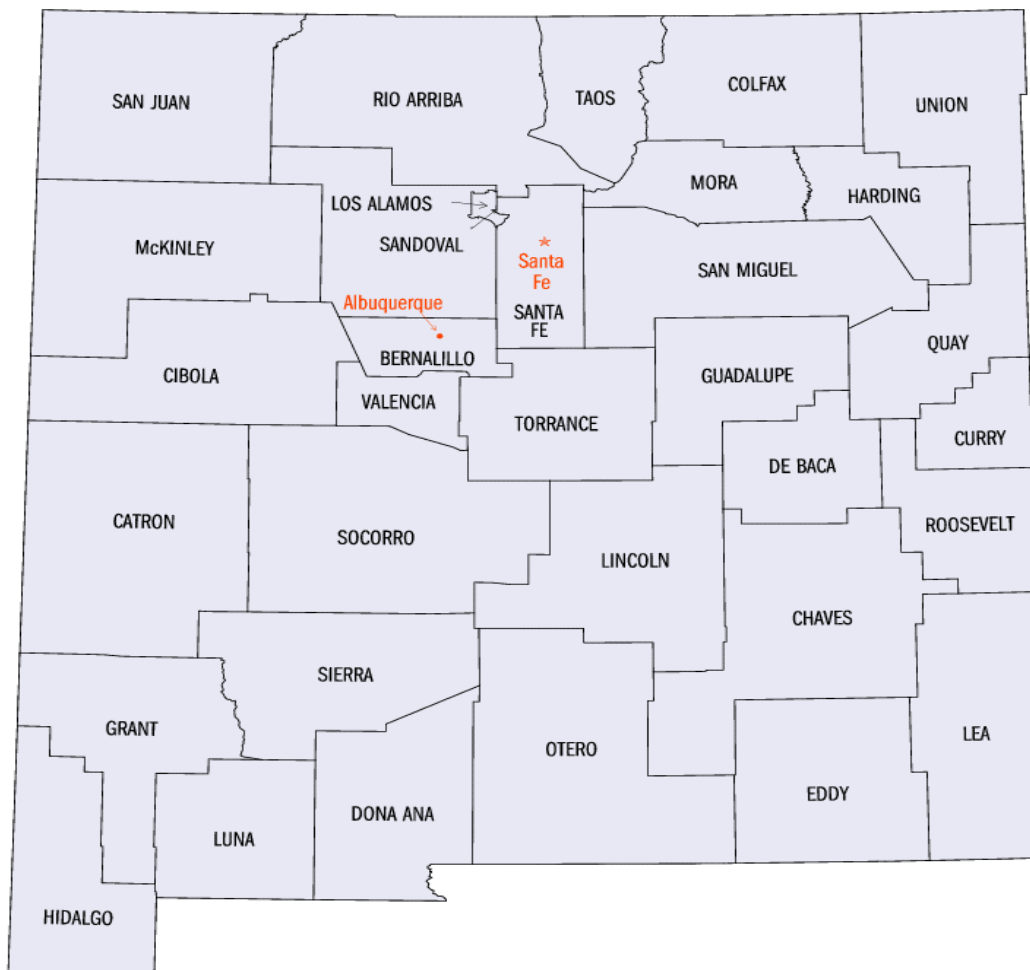 COLFAX
RIO ARRIBA
TAOS
SAN JUAN
UNION
MORA
HARDING
LOS ALAMOS
McKINLEY
SANDOVAL
Santa
Fe
SAN MIGUEL
Albuquerque
SANTA
FE
BERNALILLO
QUAY
CIBOLA
GUADALUPE
VALENCIA
TORRANCE
CURRY
DE BACA
CATRON
SOCORRO
ROOSEVELT
LINCOLN
CHAVES
SIERRA
GRANT
OTERO
LEA
EDDY
DONA ANA
LUNA
HIDALGO